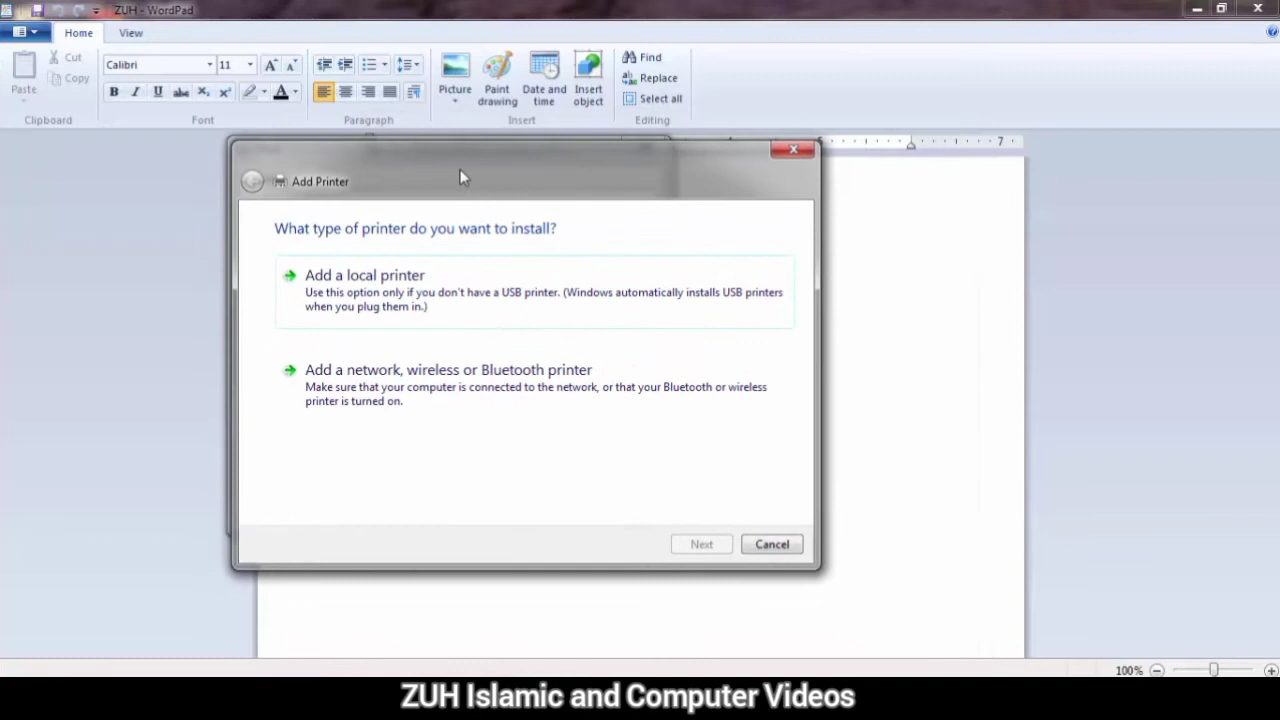 ZUH - WordPad
Home View
Paste
Cut
Copy
Clipboard
Calibri 11
Font
Paragraph
Picture
Paint drawing
Date and time
Insert object
Insert
Find
Replace
Select all
Editing
7
Add Printer
What type of printer do you want to install?
Add a local printer
Use this option only if you don't have a USB printer. (Windows automatically installs USB printers
when you plug them in.)
Add a network, wireless or Bluetooth printer
Make sure that your computer is connected to the network, or that your Bluetooth or wireless
printer is turned on.
Next Cancel
100%
ZUH Islamic and Computer Videos